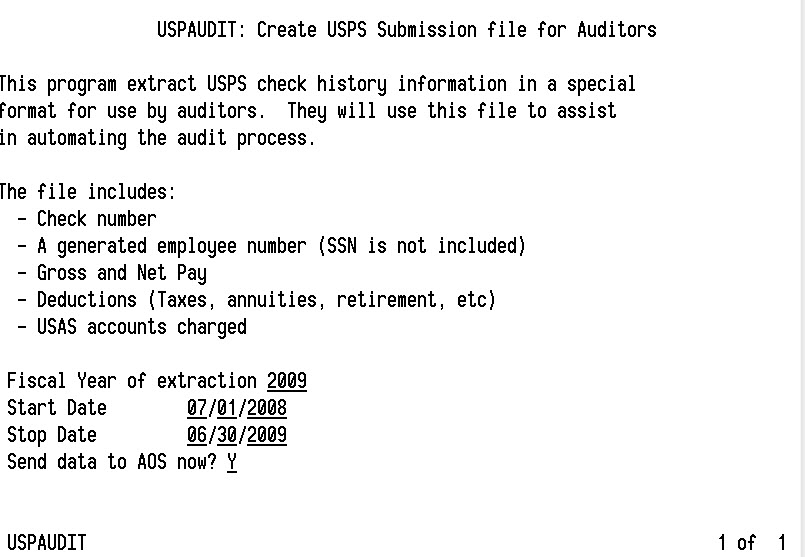 USPAUDIT: Create USPS Submission file for Auditors
This program extract USPS check history information in a special
format for use by auditors.  They will use this file to assist
in automating the audit process.
The file includes:
- Check number
- A generated employee number (SSN is not included)
- Gross and Net Pay
- Deductions (Taxes, annuities, retirement, etc)
- USAS accounts charged
Fiscal Year of extraction 2009
Start Date 07/01/2008
Stop Date 06/30/2009
Send data to AOS now? Y
USPAUDIT 1 of 1